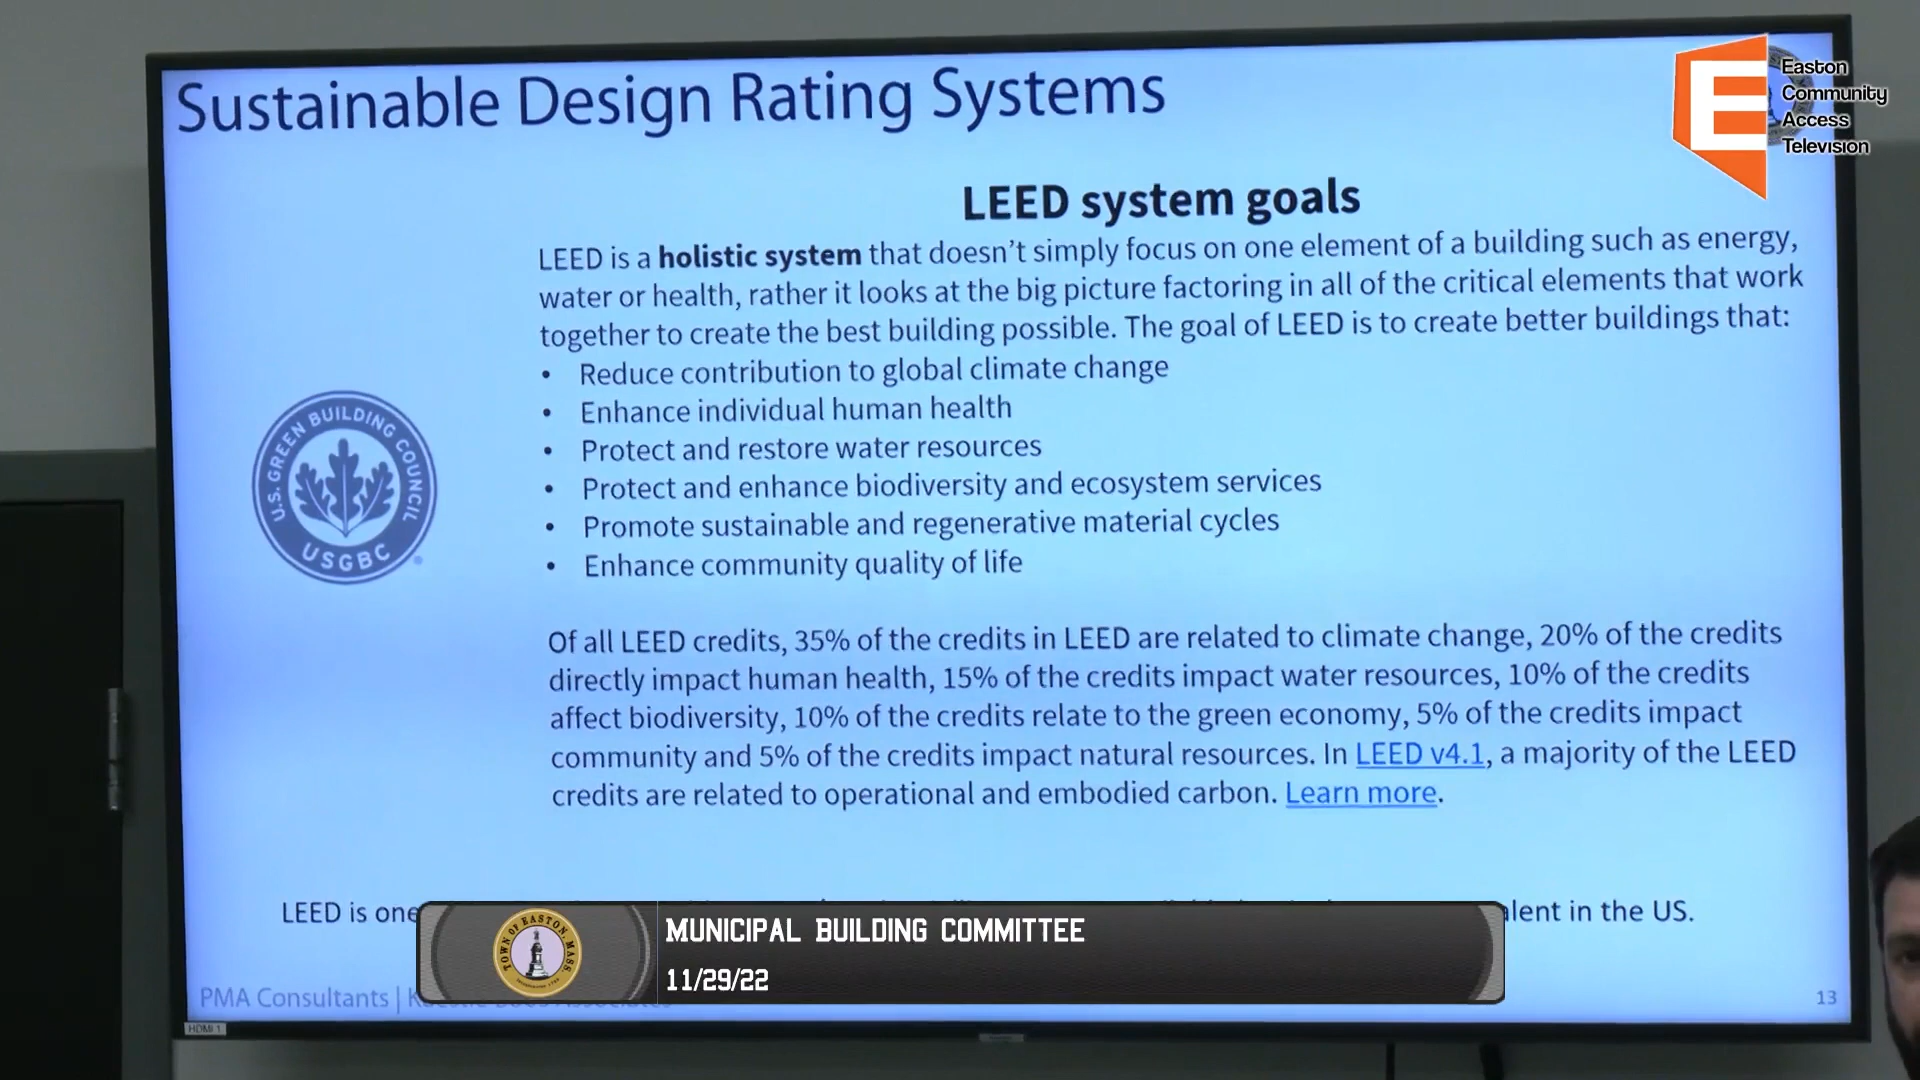 Sustainable Design Rating Systems
Easton
Community
Access
Television
E
LEED system goals
LEED is a holistic system that doesn't simply focus on one element of a building such as energy,
water or health, rather it looks at the big picture factoring in all of the critical elements that work
together to create the best building possible. The goal of LEED is to create better buildings that:
• Reduce contribution to global climate change
• Enhance individual human health
• Protect and restore water resources
• Protect and enhance biodiversity and ecosystem services
• Promote sustainable and regenerative material cycles
• Enhance community quality of life
U.S. GREEN BUILDING COUNCIL
USGBC
Of all LEED credits, 35% of the credits in LEED are related to climate change, 20% of the credits
directly impact human health, 15% of the credits impact water resources, 10% of the credits
affect biodiversity, 10% of the credits relate to the green economy, 5% of the credits impact
community and 5% of the credits impact natural resources. In LEED v4.1, a majority of the LEED
credits are related to operational and embodied carbon. Learn more.
LEED is one in the US.
TOWN OF EASTON, MASS.
MUNICIPAL BUILDING COMMITTEE
11/29/22
PMA Consultants |
13
HDMI 1